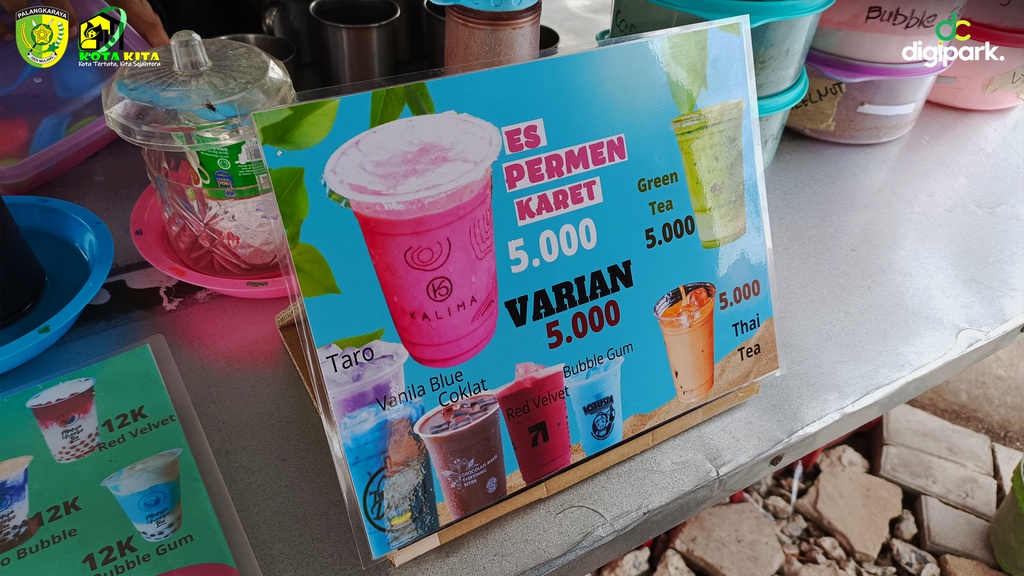 PALANGKARAYA
KOTA KITA
Kota Tertata, Kita Sejahtera
Bubble
dc
digipark.
ES
PERMEN
KARET
5.000
Green
Tea
5.000
KALIMA
VARIAN
5.000
5.000
Thai
Tea
Taro
Vanila Blue
Coklat
Red Velvet
Bubble Gum
12K
Red Velvet
12K
o Bubble
12K
Bubble Gum